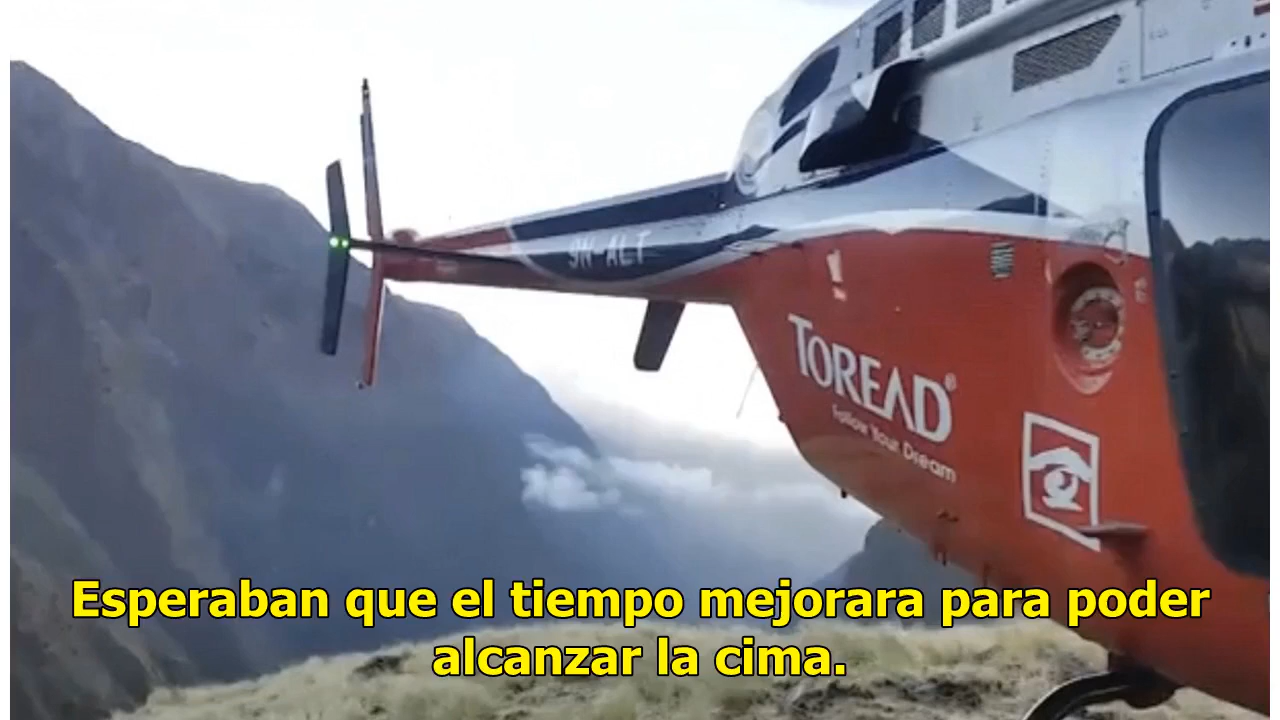 9N-ALT
TOREAD®
Follow Your Dream
Esperaban que el tiempo mejorara para poder
alcanzar la cima.